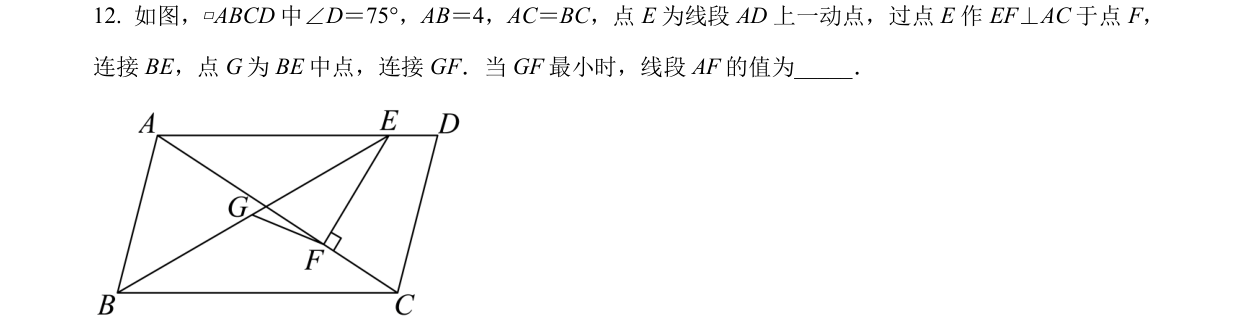 12. 如图，▱ABCD 中∠D=75°，AB=4，AC=BC，点 E 为线段 AD 上一动点，过点 E 作 EF⊥AC 于点 F，
连接 BE，点 G 为 BE 中点，连接 GF．当 GF 最小时，线段 AF 的值为_____．
A
E
D
G
F
B
C